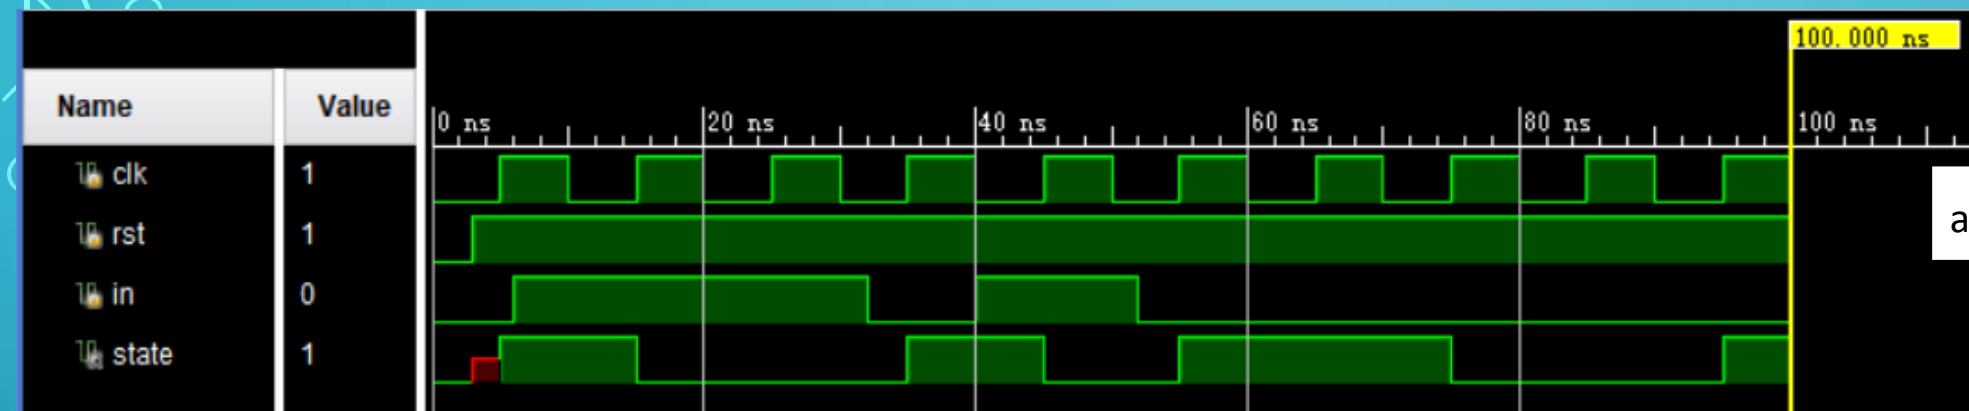 100.000 ns
Name Value
0 ns 20 ns 40 ns 60 ns 80 ns 100 ns
clk 1
rst 1
in 0
state 1
a